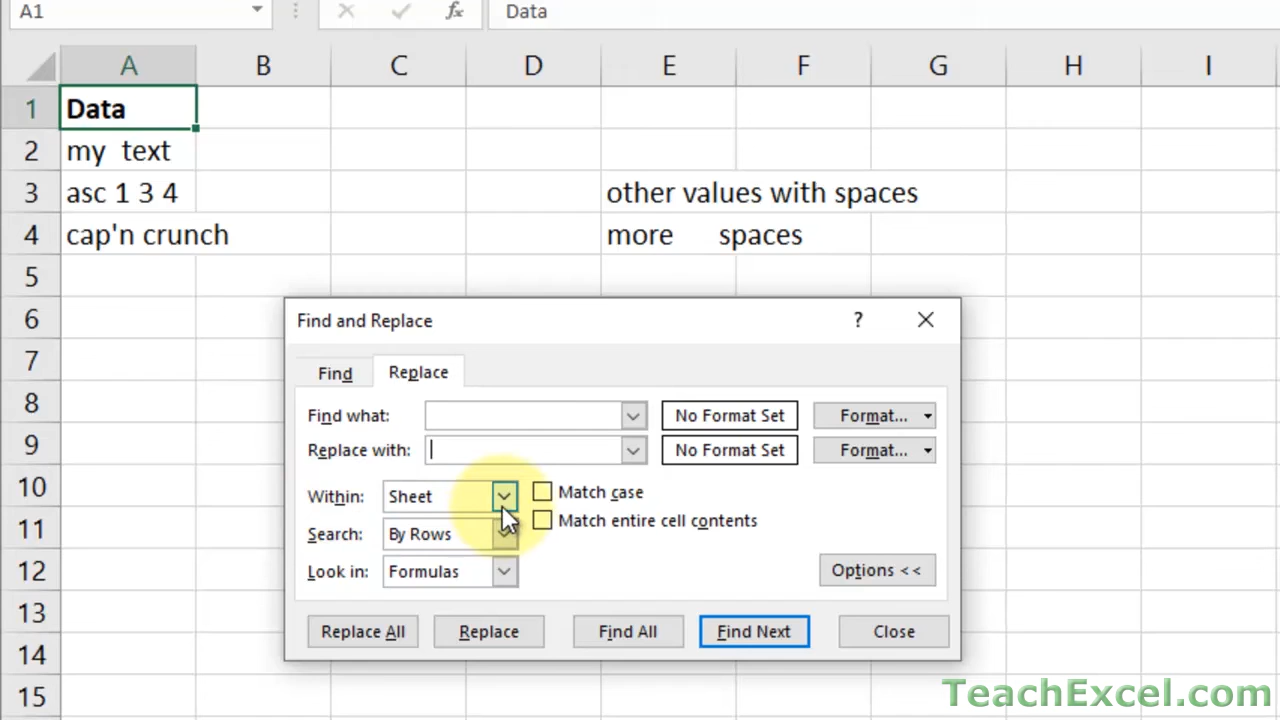 A1 fx Data
A B C D E F G H I
1 Data
2 my  text
3 asc 1 3 4 other values with spaces
4 cap'n crunch more      spaces
5
6
Find and Replace ?
7
Find Replace
8
Find what: No Format Set Format...
9
Replace with: No Format Set Format...
10
Within: Sheet Match case
11
Match entire cell contents
Search: By Rows
12
Look in: Formulas Options <<
13
Replace All Replace Find All Find Next Close
14
15
TeachExcel.com